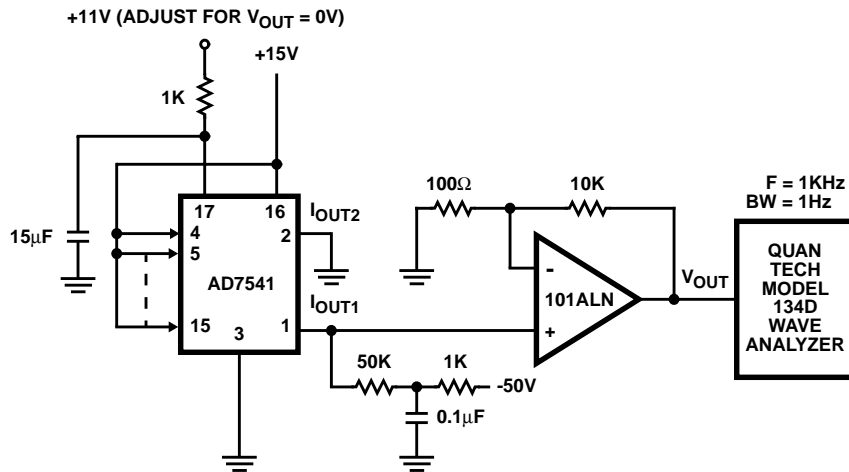 +11V (ADJUST FOR VOUT = 0V)
+15V
1K
15μF
17
16
4
5
15
3
2
1
AD7541
IOUT2
IOUT1
50K
1K
-50V
0.1μF
100Ω
10K
-
+
101ALN
VOUT
F = 1KHz
BW = 1Hz
QUAN
TECH
MODEL
134D
WAVE
ANALYZER